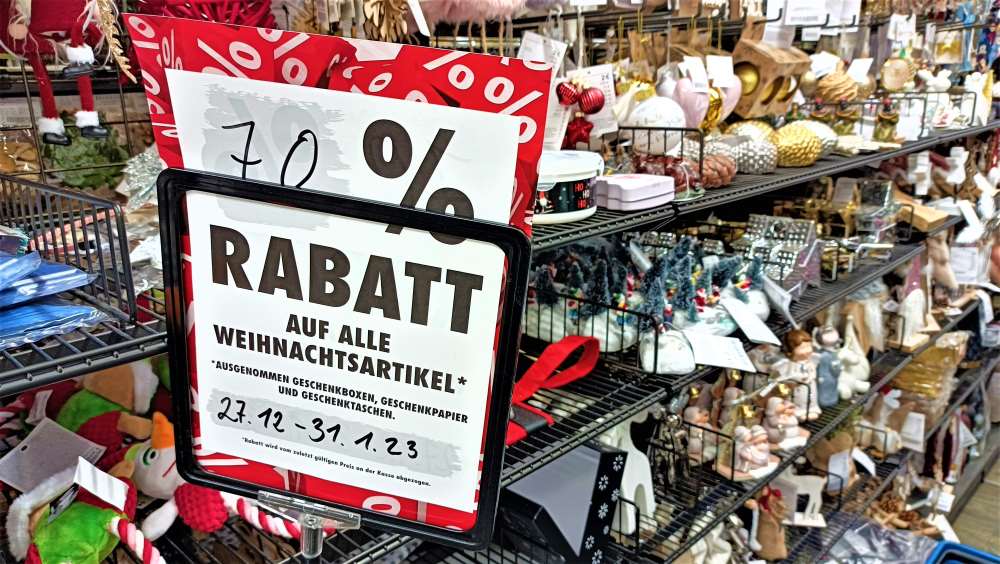 70 %
RABATT
AUF ALLE
WEIHNACHTSARTIKEL*
*AUSGENOMMEN GESCHENKBOXEN, GESCHENKPAPIER
UND GESCHENKTASCHEN.
27.12 – 31.1.23
*Rabatt wird vom zuletzt gültigen Preis an der Kasse abgezogen.